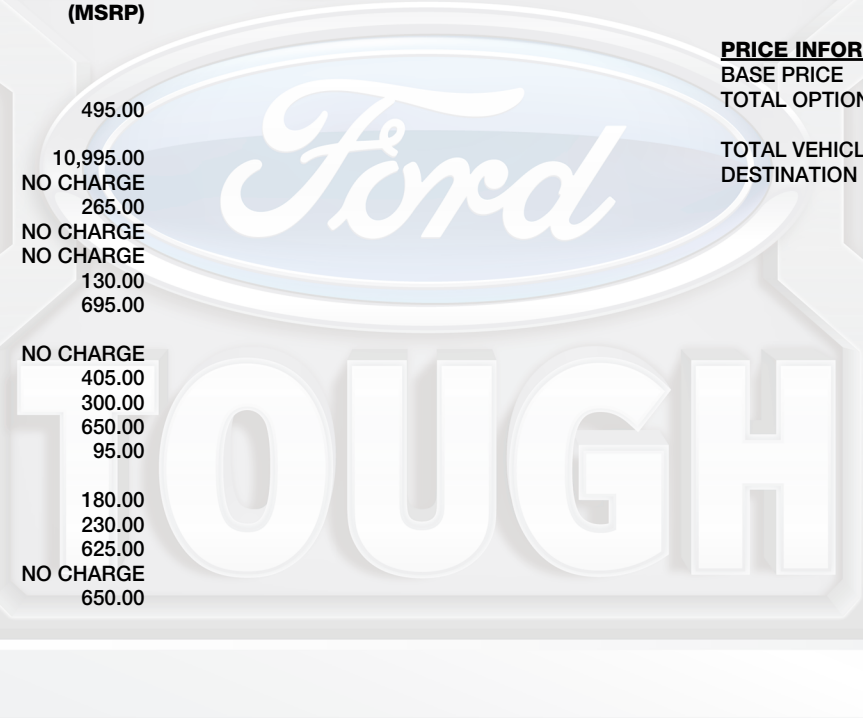 (MSRP)
495.00
10,995.00
NO CHARGE
265.00
NO CHARGE
NO CHARGE
130.00
695.00
NO CHARGE
405.00
300.00
650.00
95.00
180.00
230.00
625.00
NO CHARGE
650.00
PRICE INFOR
BASE PRICE
TOTAL OPTION
TOTAL VEHICL
DESTINATION
Ford
TOUGH